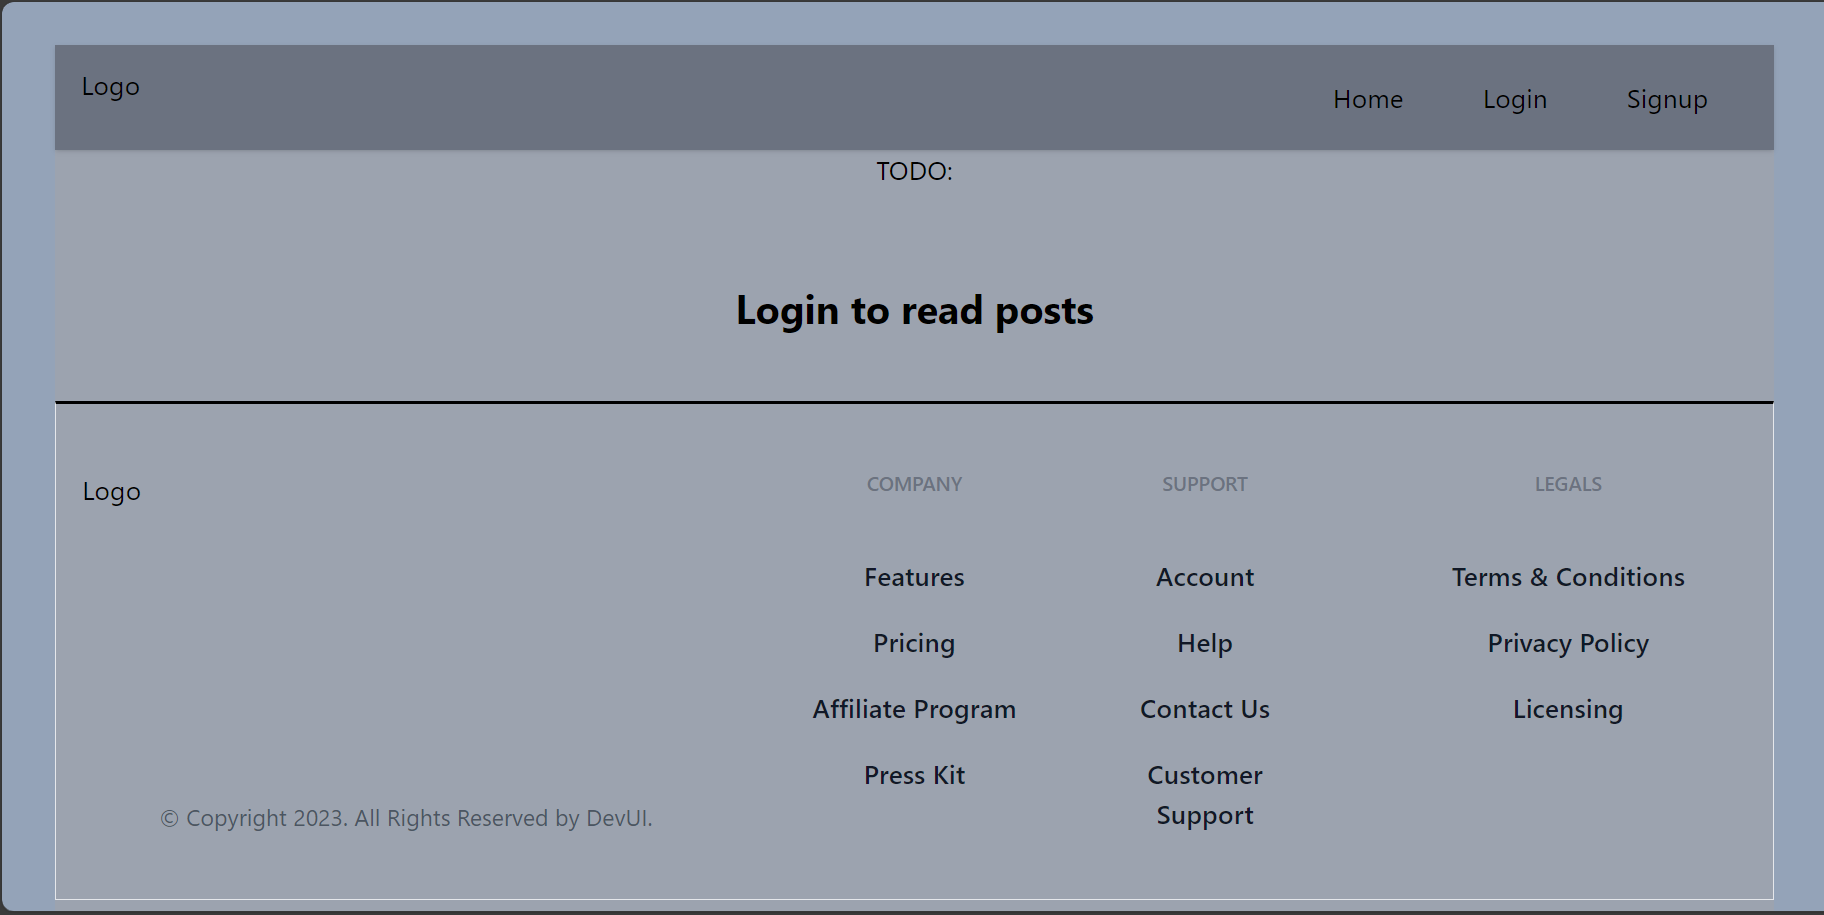 Logo
Home
Login
Signup
TODO:
Login to read posts
Logo
© Copyright 2023. All Rights Reserved by DevUI.
COMPANY
Features
Pricing
Affiliate Program
Press Kit
SUPPORT
Account
Help
Contact Us
Customer
Support
LEGALS
Terms & Conditions
Privacy Policy
Licensing